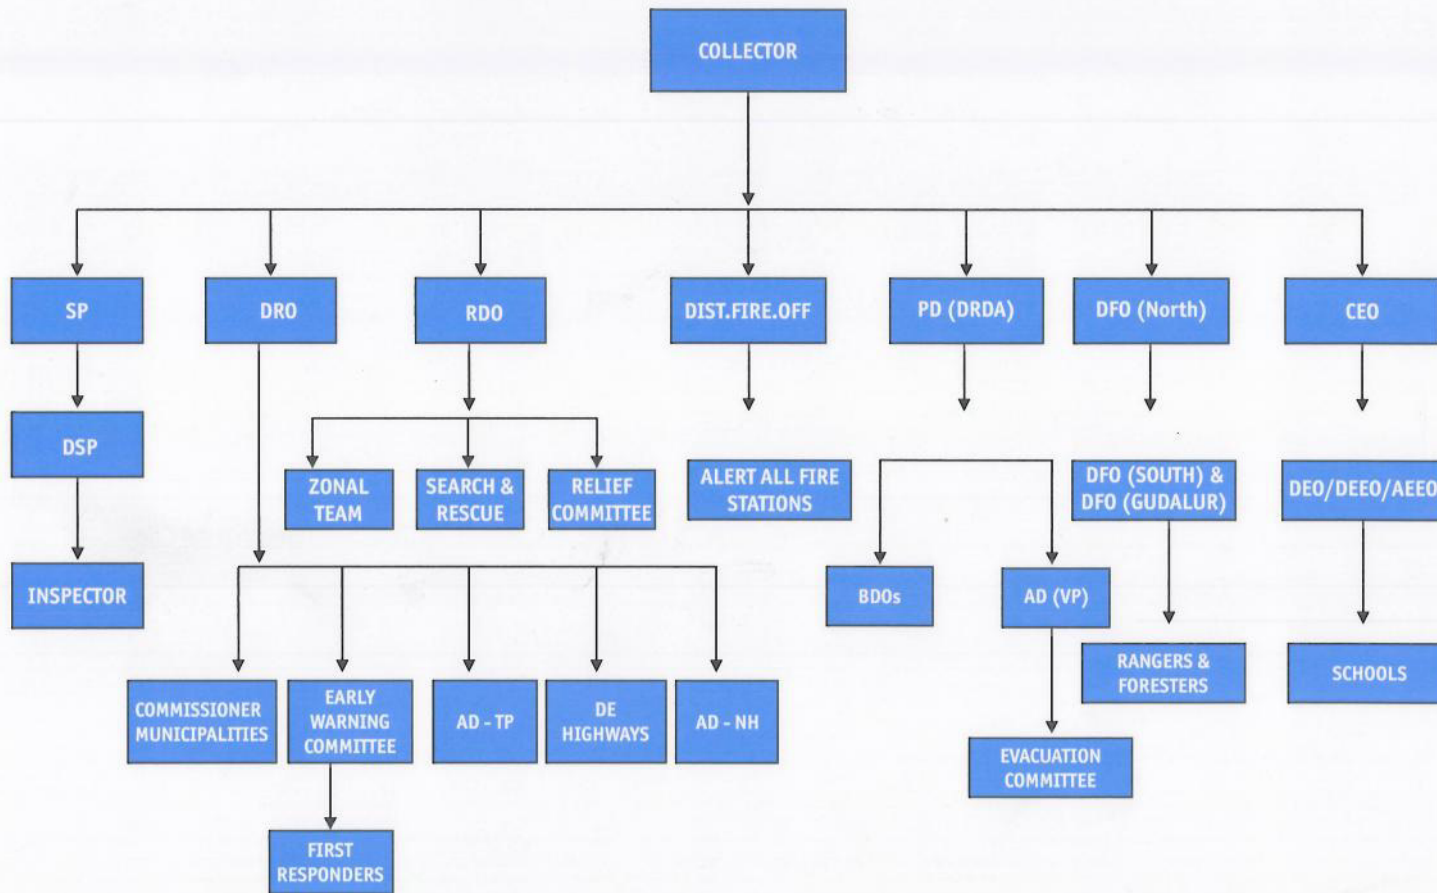 COLLECTOR
SP
DRO
RDO
DIST.FIRE.OFF
PD (DRDA)
DFO (North)
CEO
DSP
ZONAL
TEAM
SEARCH &
RESCUE
RELIEF
COMMITTEE
ALERT ALL FIRE
STATIONS
DFO (SOUTH) &
DFO (GUDALUR)
DEO/DEEO/AEEO
INSPECTOR
BDOs
AD (VP)
RANGERS &
FORESTERS
SCHOOLS
COMMISSIONER
MUNICIPALITIES
EARLY
WARNING
COMMITTEE
AD - TP
DE
HIGHWAYS
AD - NH
EVACUATION
COMMITTEE
FIRST
RESPONDERS